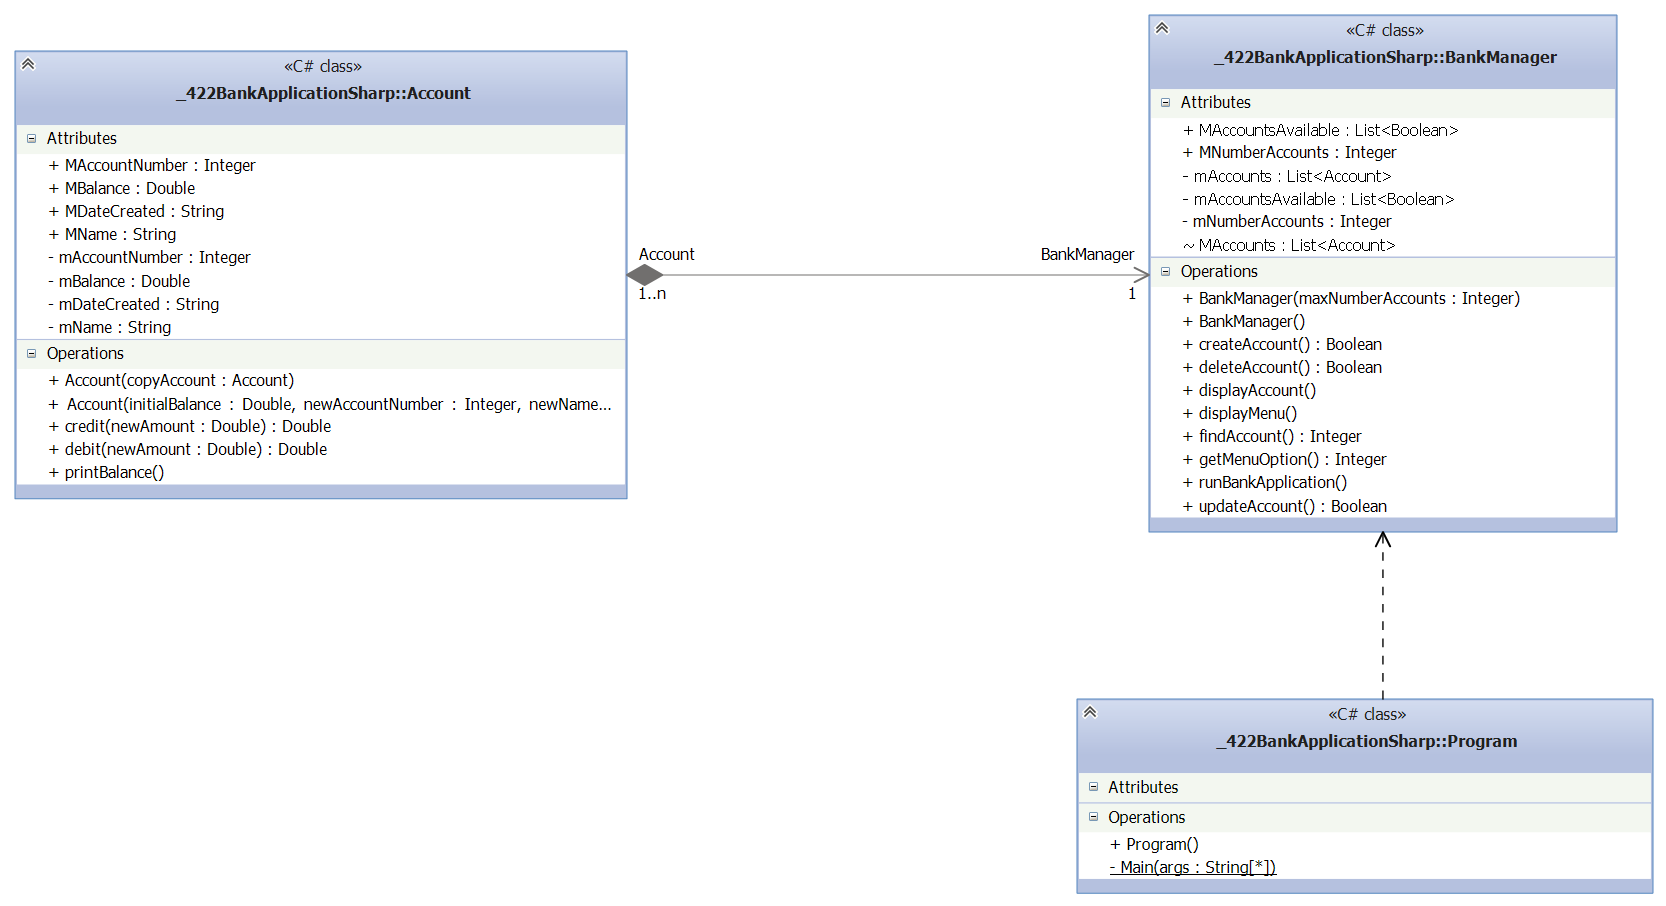 «C# class»
_422BankApplicationSharp::Account
Attributes
+ MAccountNumber : Integer
+ MBalance : Double
+ MDateCreated : String
+ MName : String
- mAccountNumber : Integer
- mBalance : Double
- mDateCreated : String
- mName : String
Operations
+ Account(copyAccount : Account)
+ Account(initialBalance : Double, newAccountNumber : Integer, newName...
+ credit(newAmount : Double) : Double
+ debit(newAmount : Double) : Double
+ printBalance()
Account
1..n
BankManager
1
«C# class»
_422BankApplicationSharp::BankManager
Attributes
+ MAccountsAvailable : List<Boolean>
+ MNumberAccounts : Integer
- mAccounts : List<Account>
- mAccountsAvailable : List<Boolean>
- mNumberAccounts : Integer
~ MAccounts : List<Account>
Operations
+ BankManager(maxNumberAccounts : Integer)
+ BankManager()
+ createAccount() : Boolean
+ deleteAccount() : Boolean
+ displayAccount()
+ displayMenu()
+ findAccount() : Integer
+ getMenuOption() : Integer
+ runBankApplication()
+ updateAccount() : Boolean
«C# class»
_422BankApplicationSharp::Program
Attributes
Operations
+ Program()
- Main(args : String[*])